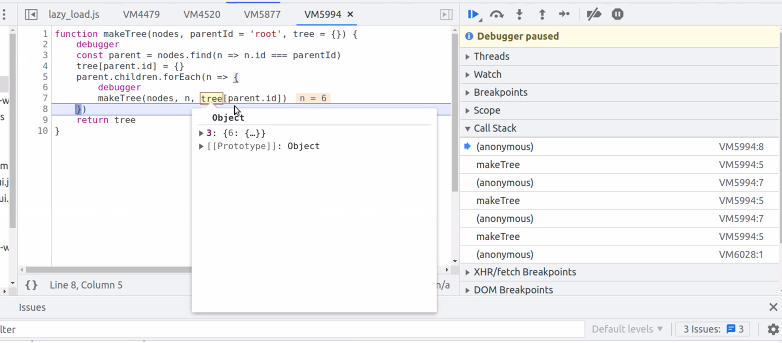 lazy_load.js VM4479 VM4520 VM5877 VM5994 ×
1 function makeTree(nodes, parentId = 'root', tree = {}) {
2 debugger
3 const parent = nodes.find(n => n.id === parentId)
4 tree[parent.id] = {}
5 parent.children.forEach(n => {
6 debugger
7 makeTree(nodes, n, tree[parent.id]) n = 6
8 })
9 return tree
10 }
Object
3: {6: {…}}
[[Prototype]]: Object
{} Line 8, Column 5
n/a
Debugger paused
Threads
Watch
Breakpoints
Scope
Call Stack
(anonymous) VM5994:8
makeTree VM5994:5
(anonymous) VM5994:7
makeTree VM5994:5
(anonymous) VM5994:7
makeTree VM5994:5
(anonymous) VM6028:1
XHR/fetch Breakpoints
DOM Breakpoints
-w
s
m
ui.j
ui.
-w
Issues
lter Default levels 3 Issues: 3